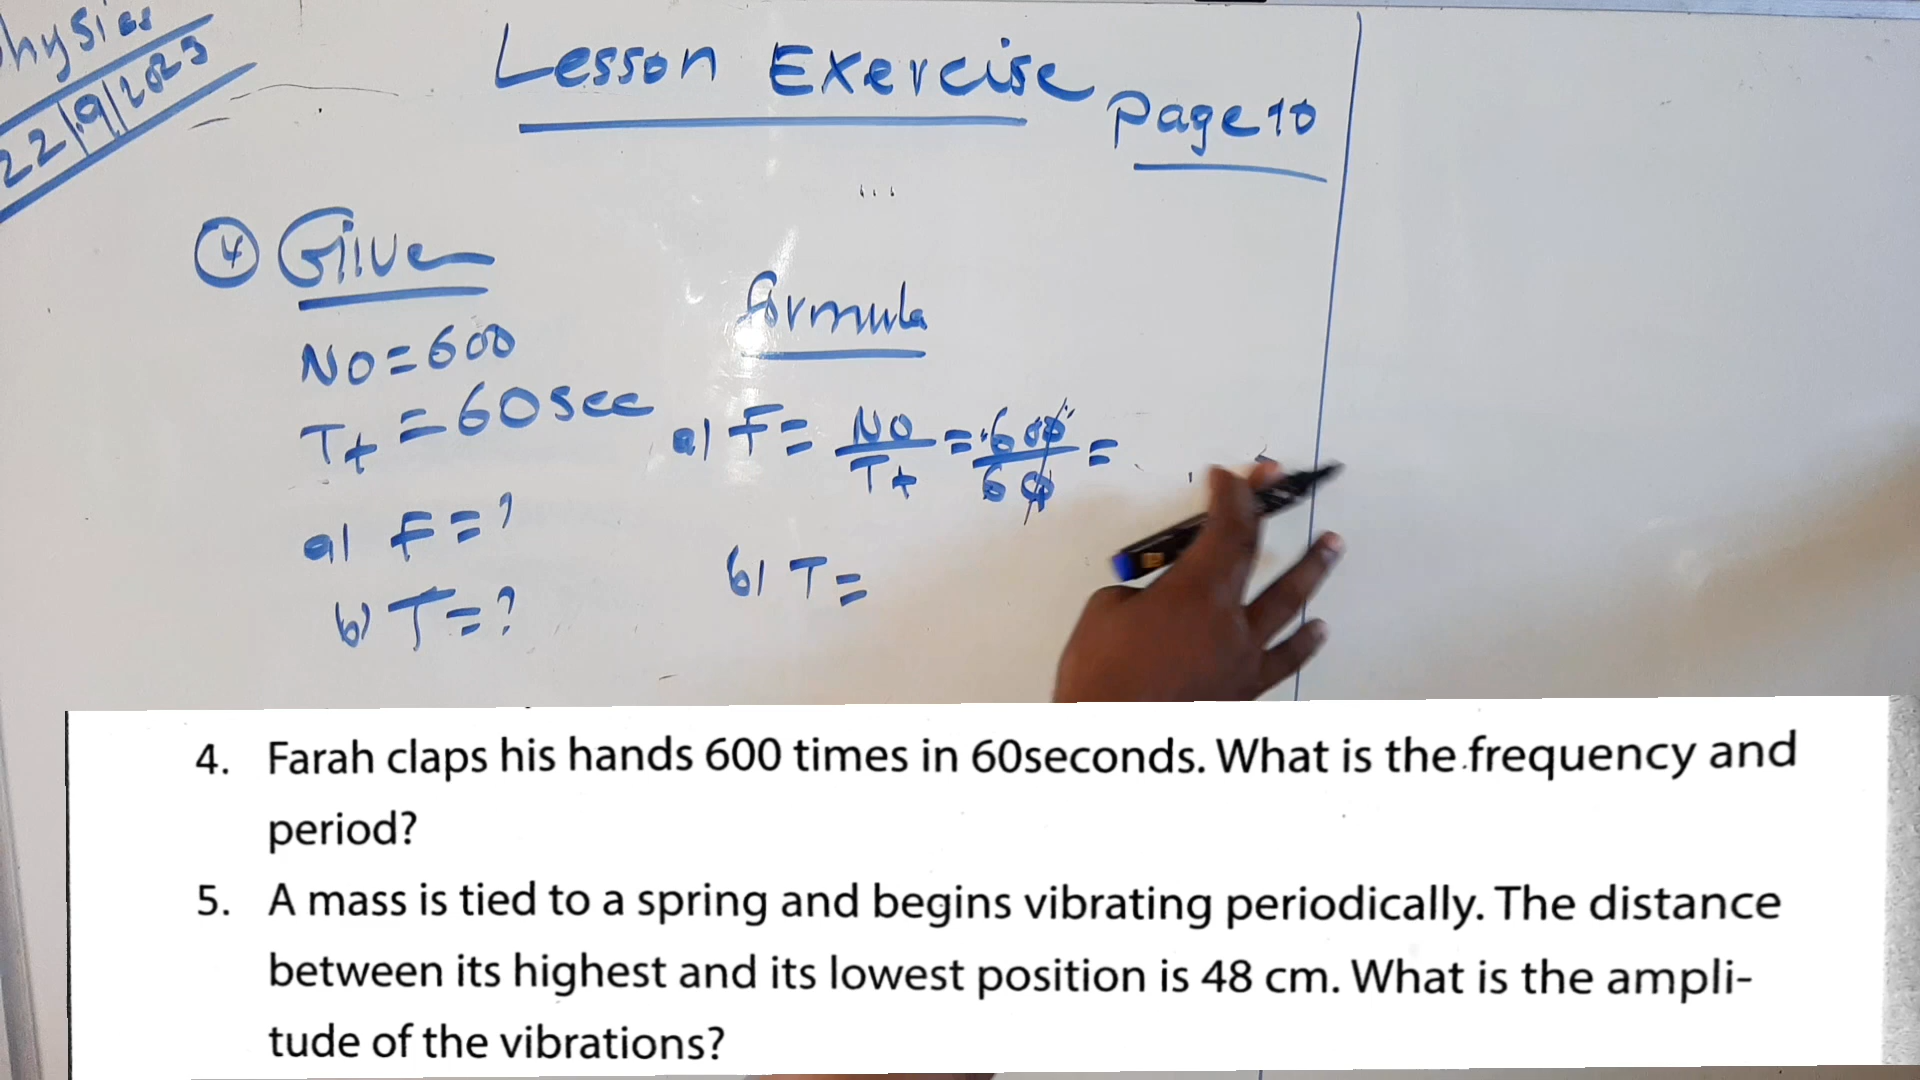 Physics
22/9/2023
Lesson Exercise
Page 10
4 Given
No=600
Tt =60sec
a) F=?
b) T=?
formula
a) F= No/Tt = 600/60 =
b) T=
4. Farah claps his hands 600 times in 60seconds. What is the frequency and
period?
5. A mass is tied to a spring and begins vibrating periodically. The distance
between its highest and its lowest position is 48 cm. What is the ampli-
tude of the vibrations?